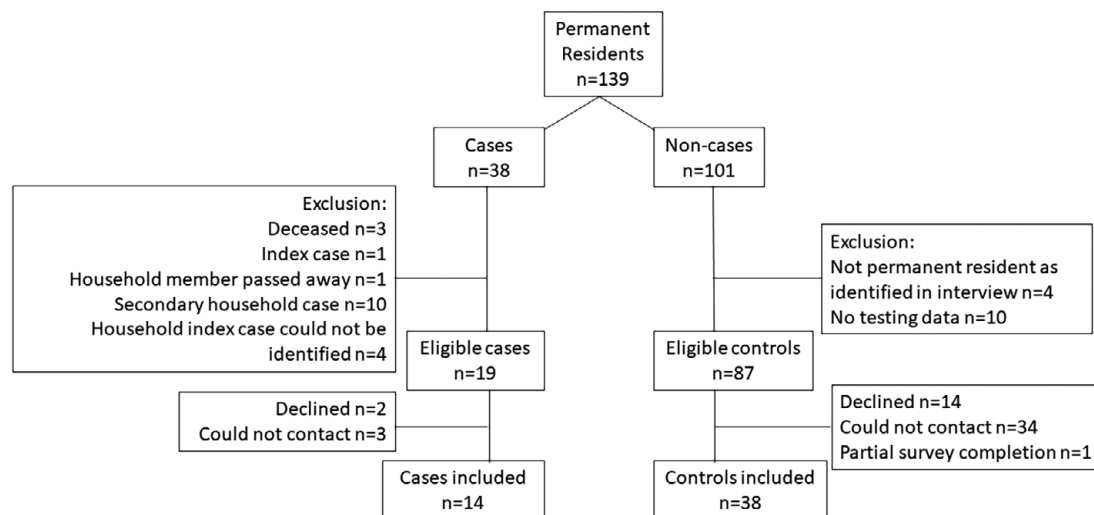 Permanent
Residents
n=139
Cases
n=38
Non-cases
n=101
Exclusion:
Deceased n=3
Index case n=1
Household member passed away n=1
Secondary household case n=10
Household index case could not be
identified n=4
Exclusion:
Not permanent resident as
identified in interview n=4
No testing data n=10
Eligible cases
n=19
Eligible controls
n=87
Declined n=2
Could not contact n=3
Declined n=14
Could not contact n=34
Partial survey completion n=1
Cases included
n=14
Controls included
n=38